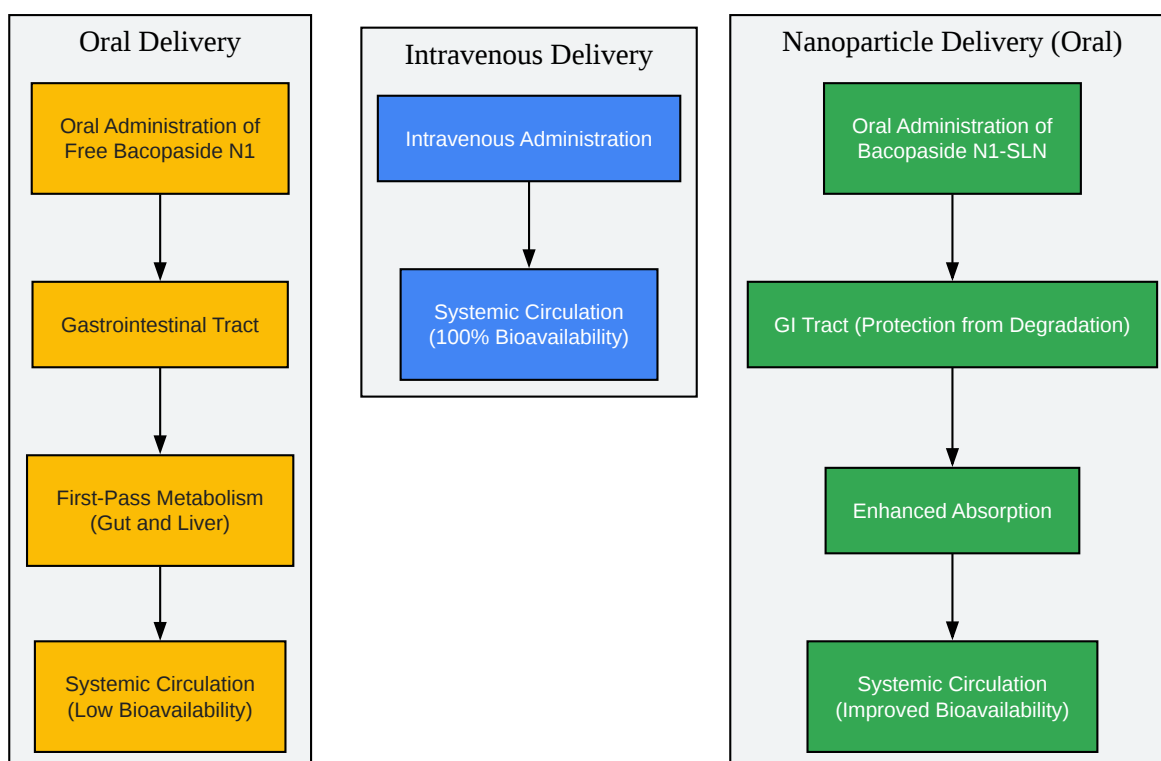 Oral Delivery
Oral Administration of
Free Bacopaside N1
Gastrointestinal Tract
First-Pass Metabolism
(Gut and Liver)
Systemic Circulation
(Low Bioavailability)
Intravenous Delivery
Intravenous Administration
Systemic Circulation
(100% Bioavailability)
Nanoparticle Delivery (Oral)
Oral Administration of
Bacopaside N1-SLN
GI Tract (Protection from Degradation)
Enhanced Absorption
Systemic Circulation
(Improved Bioavailability)